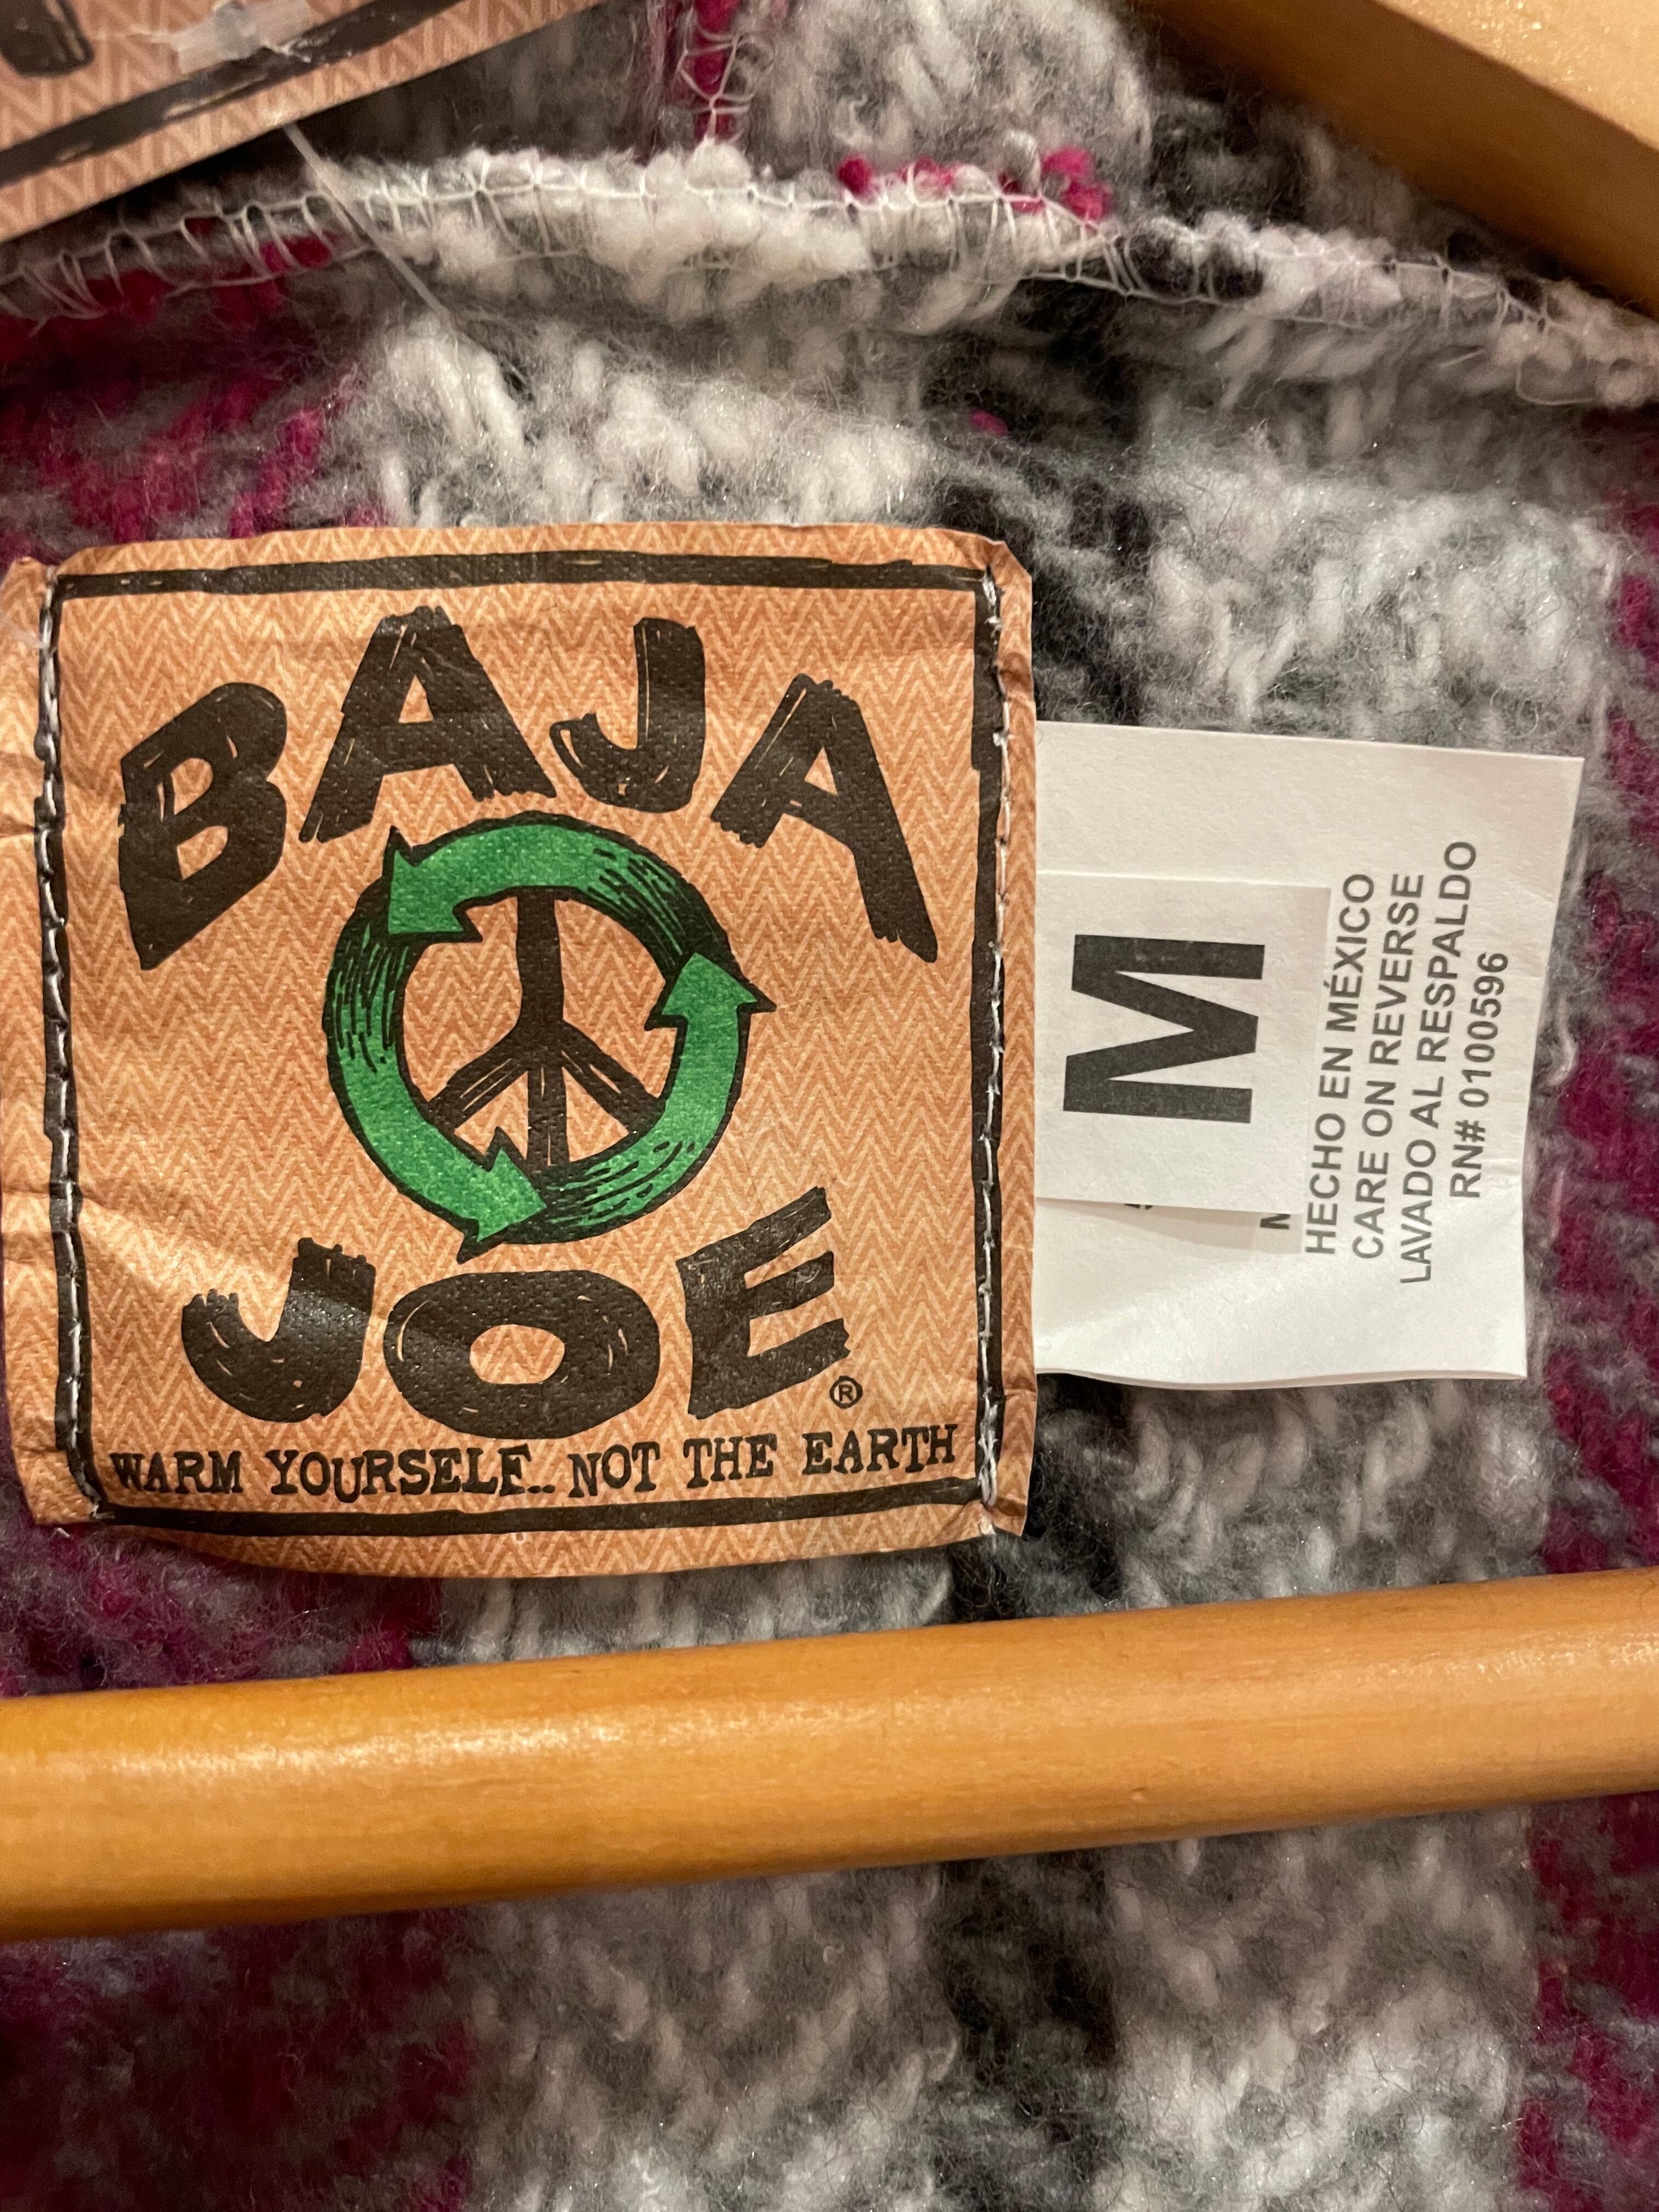 BAJA
JOE®
WARM YOURSELF.. NOT THE EARTH
M
HECHO EN MÉXICO
CARE ON REVERSE
LAVADO AL RESPALDO
RN# 0100596